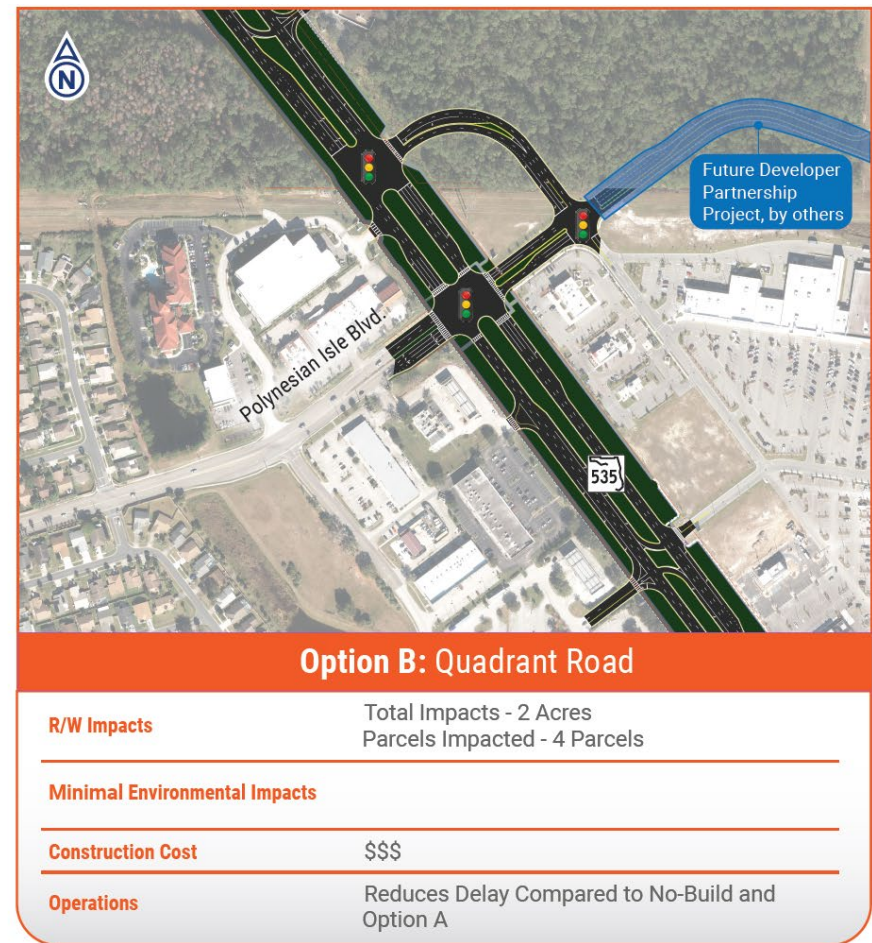 N
Future Developer
Partnership
Project, by others
Polynesian Isle Blvd.
535
Option B: Quadrant Road
R/W Impacts
Total Impacts - 2 Acres
Parcels Impacted - 4 Parcels
Minimal Environmental Impacts
Construction Cost
$$$
Operations
Reduces Delay Compared to No-Build and
Option A